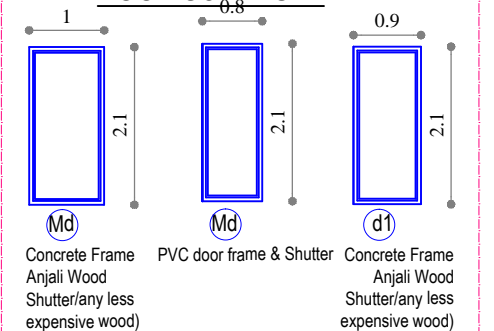 1
0.8
0.9
2.1
2.1
2.1
Md
Md
d1
Concrete Frame
Anjali Wood
Shutter/any less
expensive wood)
PVC door frame & Shutter
Concrete Frame
Anjali Wood
Shutter/any less
expensive wood)